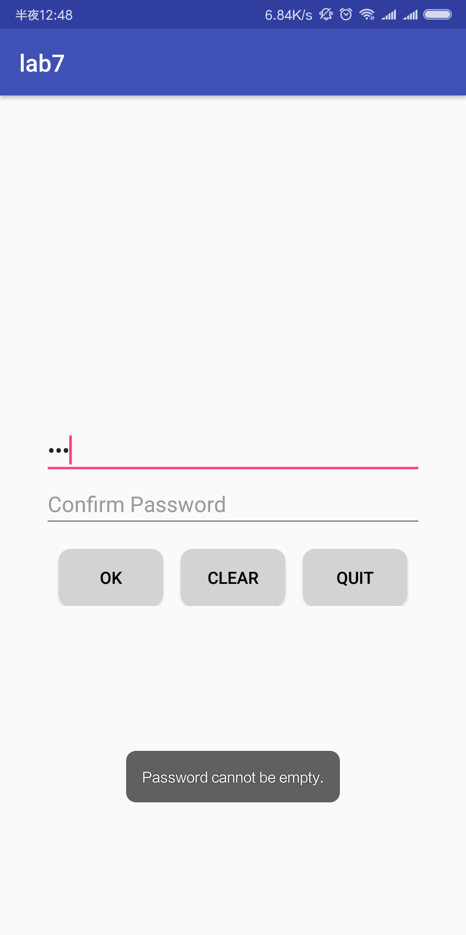 半夜12:48 6.84K/s
lab7
•••
Confirm Password
OK CLEAR QUIT
Password cannot be empty.